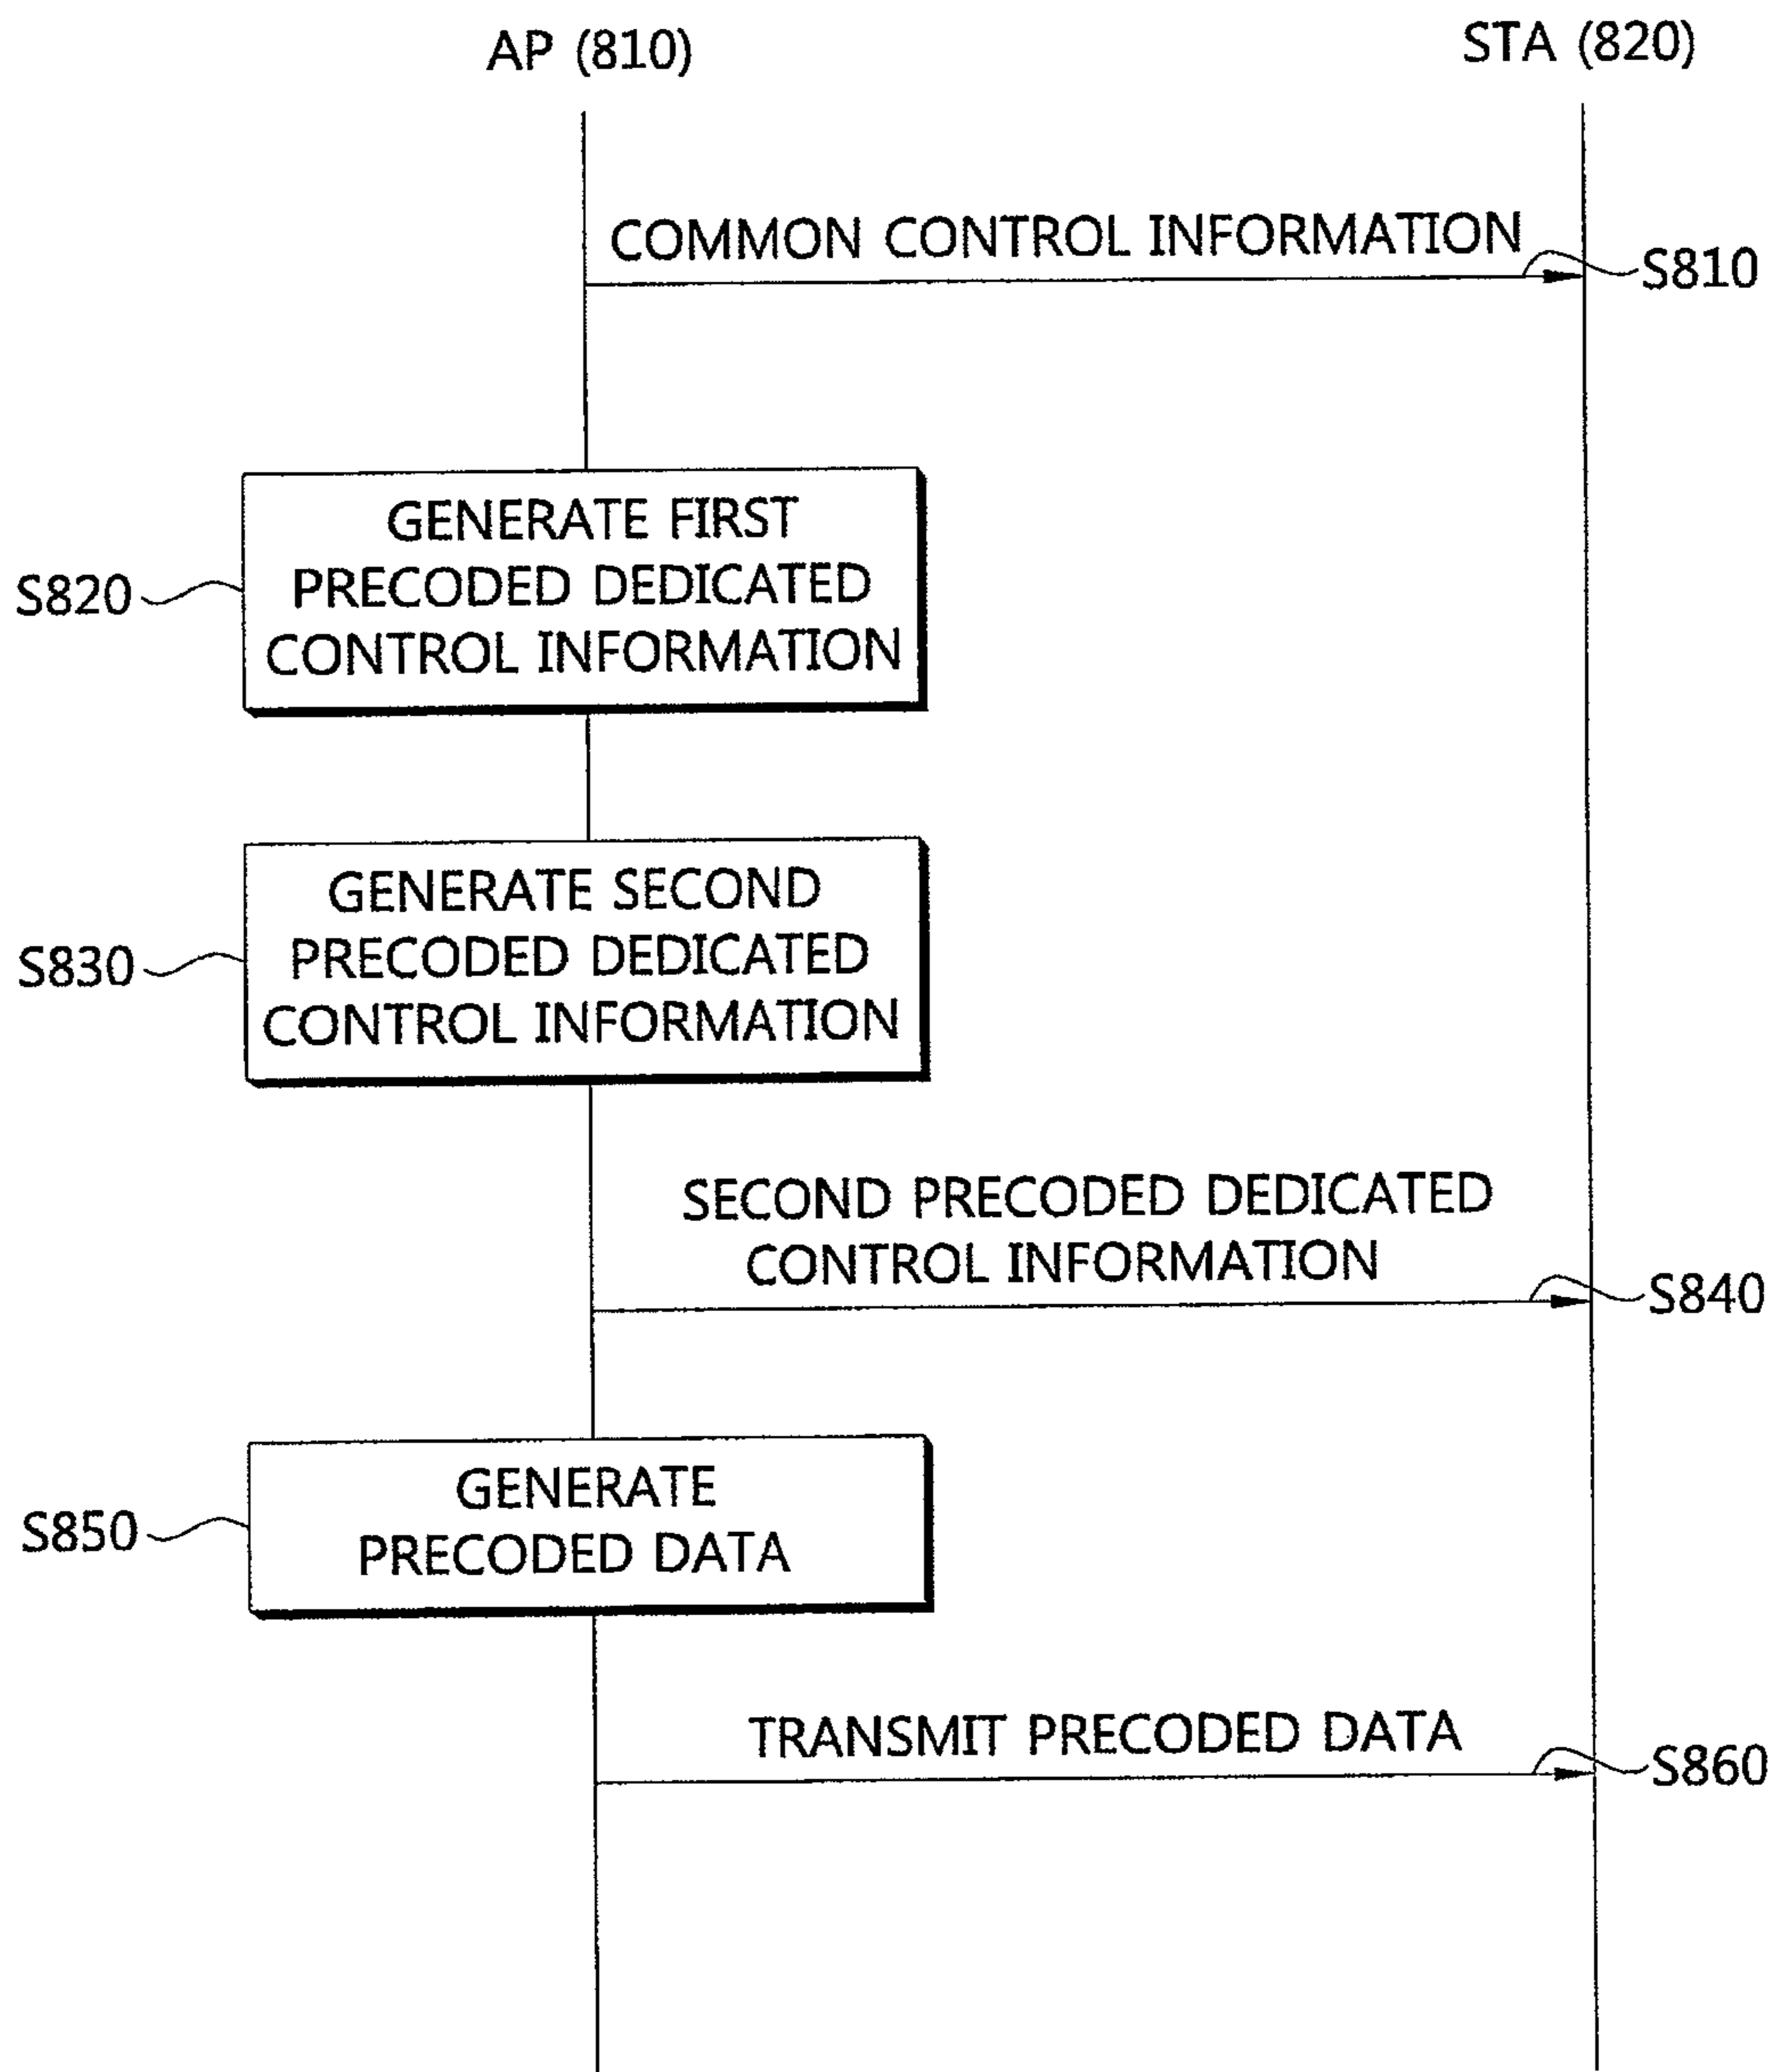 AP (810)
STA (820)
COMMON CONTROL INFORMATION
S810
GENERATE FIRST
PRECODED DEDICATED
CONTROL INFORMATION
S820
GENERATE SECOND
PRECODED DEDICATED
CONTROL INFORMATION
S830
SECOND PRECODED DEDICATED
CONTROL INFORMATION
S840
GENERATE
PRECODED DATA
S850
TRANSMIT PRECODED DATA
S860